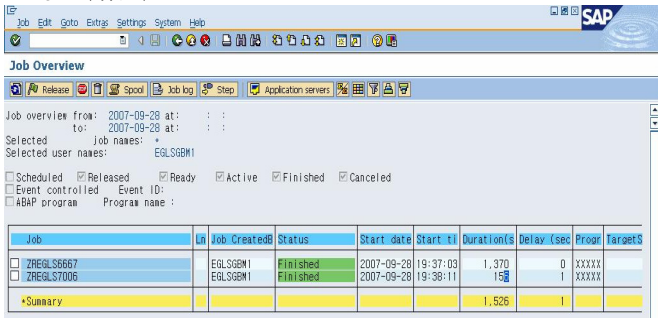 Job Edit Goto Extras Settings System Help
SAP
Job Overview
Release Spool Job log Step Application servers
Job overview from: 2007-09-28 at: : :
to: 2007-09-28 at: : :
Selected job names: *
Selected user names: EGLSGBM1
Scheduled Released Ready Active Finished Canceled
Event controlled Event ID:
ABAP program Program name :
Job Ln Job CreatedB Status Start date Start ti Duration(s Delay (sec Progr TargetS
ZREGLS6667 EGLSGBM1 Finished 2007-09-28 19:37:03 1,370 0 XXXXX
ZREGLS7006 EGLSGBM1 Finished 2007-09-28 19:38:11 156 1 XXXXX
*Summary 1,526 1